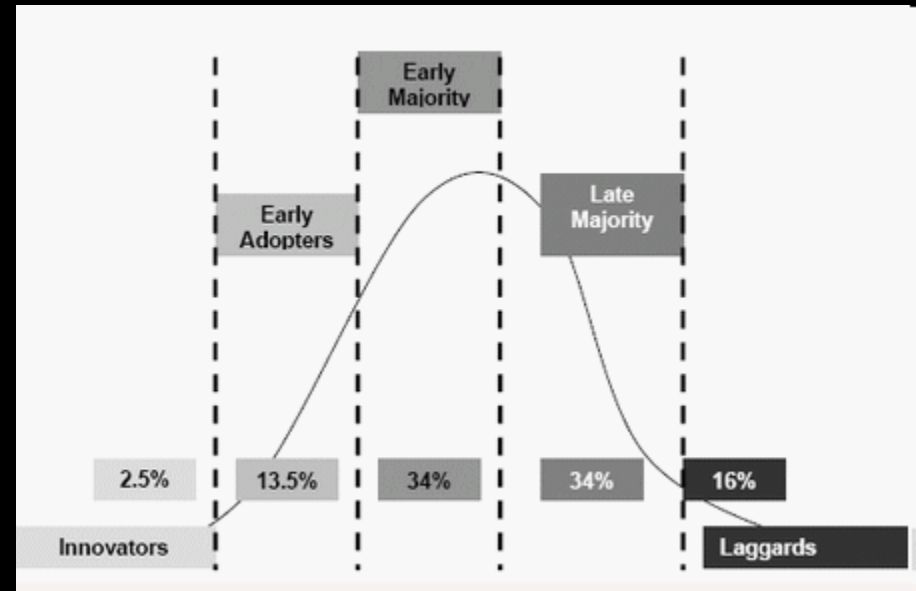 Early
Majority
Early
Adopters
Late
Majority
2.5%
13.5%
34%
34%
16%
Innovators
Laggards